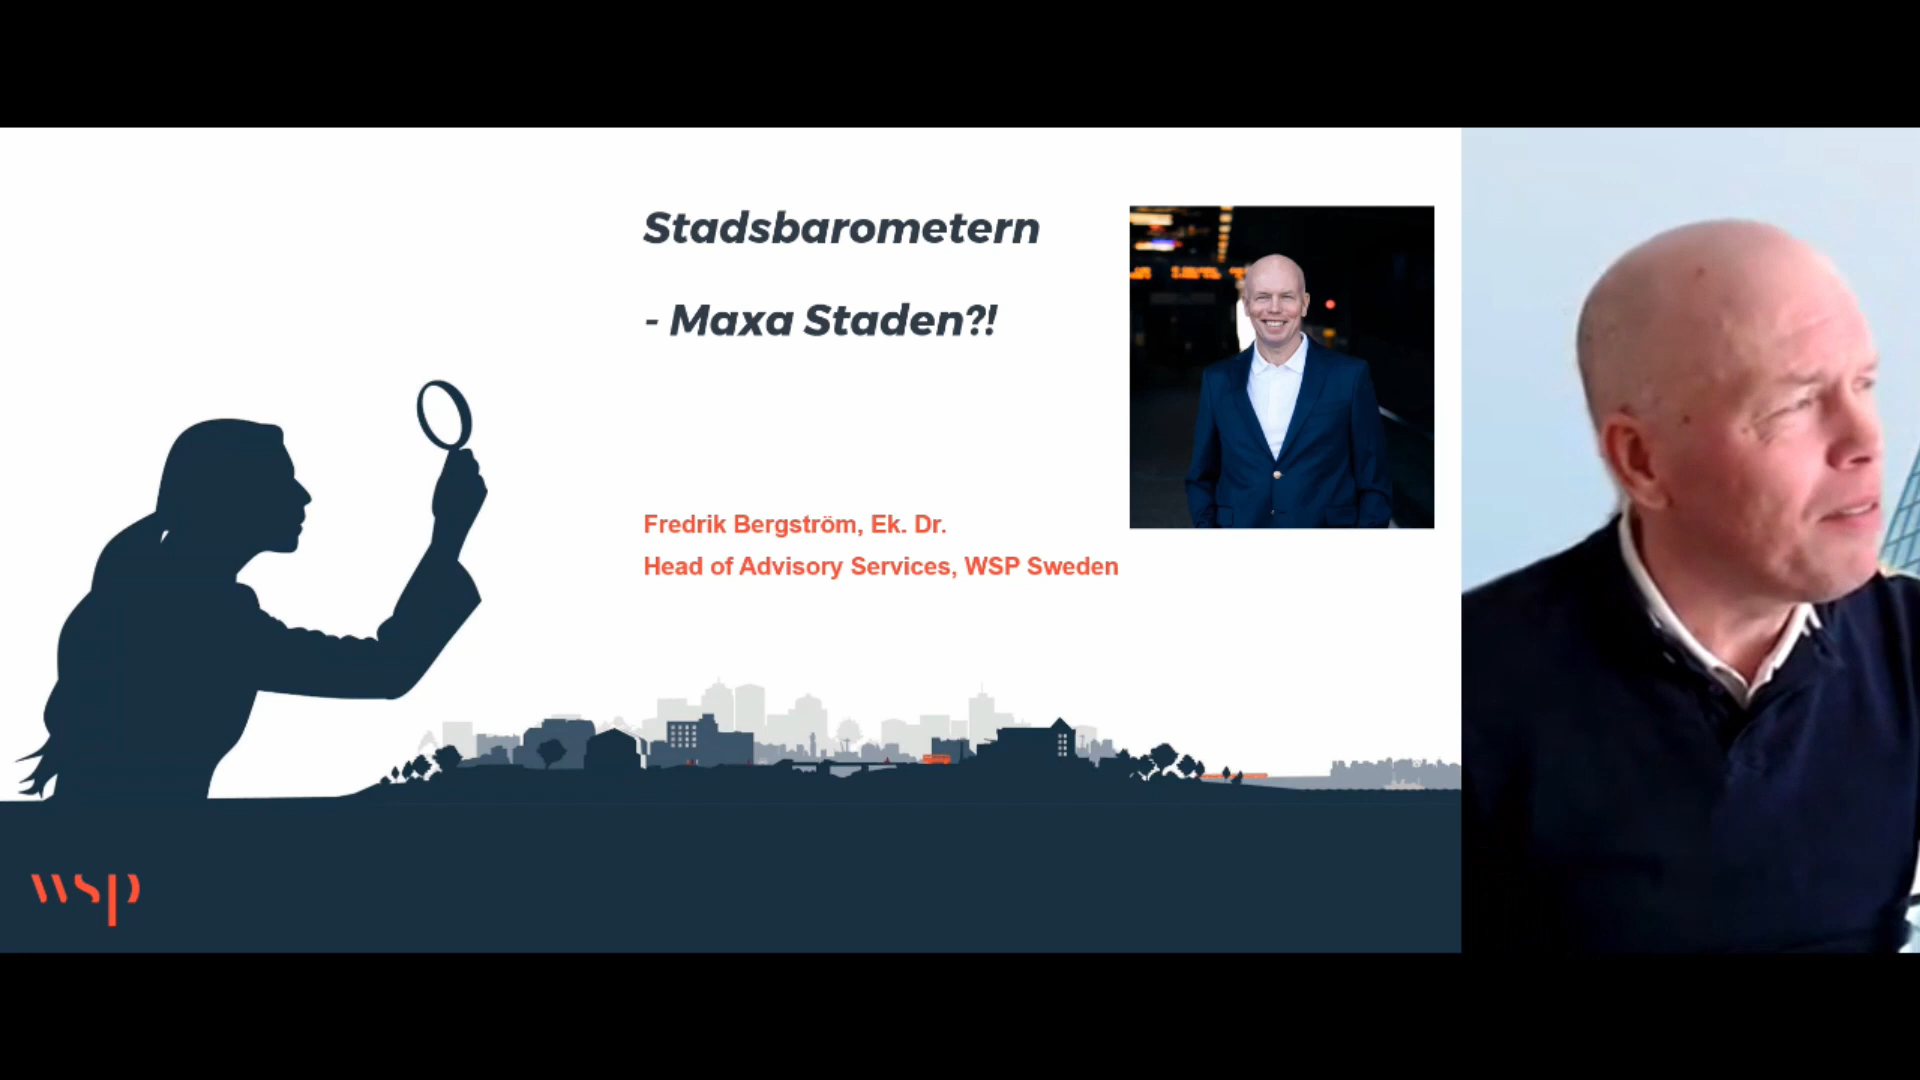 Stadsbarometern
- Maxa Staden?!
Fredrik Bergström, Ek. Dr.
Head of Advisory Services, WSP Sweden
wsp